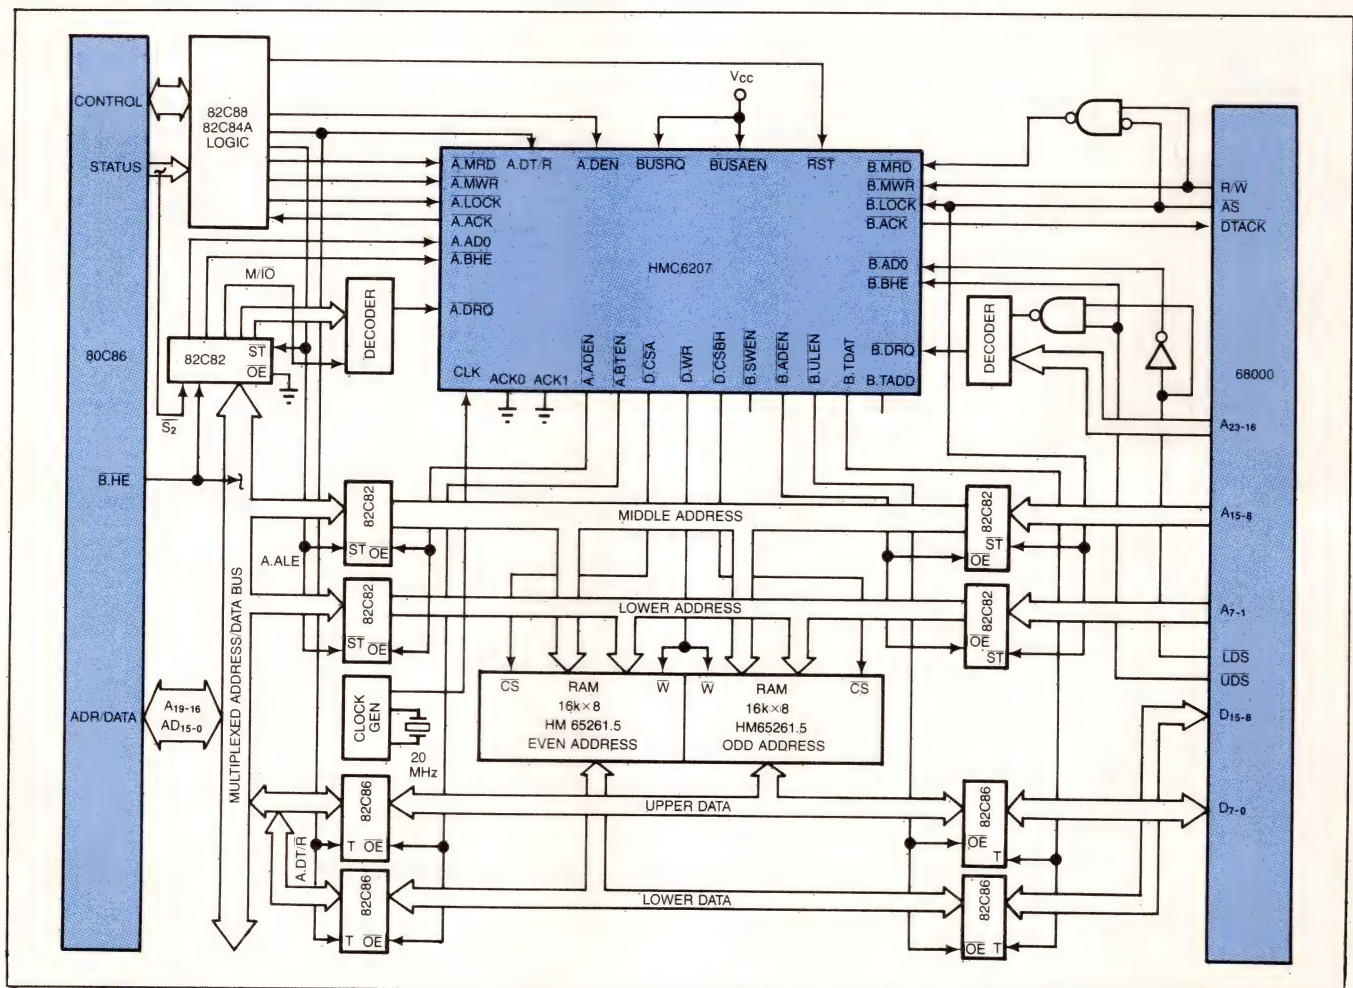 Vcc
CONTROL
STATUS
82C88
82C84A
LOGIC
A.MRD
A.DT/R
A.DEN
BUSRQ
BUSAEN
RST
B.MRD
A.MWR
B.MWR
R/W
A.LOCK
B.LOCK
AS
A.ACK
B.ACK
DTACK
A.AD0
B.AD0
A.BHE
HMC6207
B.BHE
M/IO
A.DRQ
DECODER
DECODER
B.DRQ
80C86
82C82
ST
OE
CLK
ACK0
ACK1
A.ADEN
A.BTEN
D.CSA
D.WR
D.CSBH
B.SWEN
B.ADEN
B.ULEN
B.TDAT
B.TADD
68000
S2
A23-16
B.HE
82C82
MIDDLE ADDRESS
82C82
A15-8
ST
OE
ST
OE
A.ALE
MULTIPLEXED ADDRESS/DATA BUS
82C82
LOWER ADDRESS
82C82
A7-1
ST
OE
OE
ST
LDS
UDS
CS
RAM
W
W
RAM
CS
16k×8
16k×8
HM 65261.5
HM65261.5
EVEN ADDRESS
ODD ADDRESS
ADR/DATA
A19-16
AD15-0
CLOCK
GEN
20
MHz
D15-8
82C86
UPPER DATA
82C86
D7-0
T
OE
OE
T
A.DT/R
82C86
LOWER DATA
82C86
T
OE
OE
T